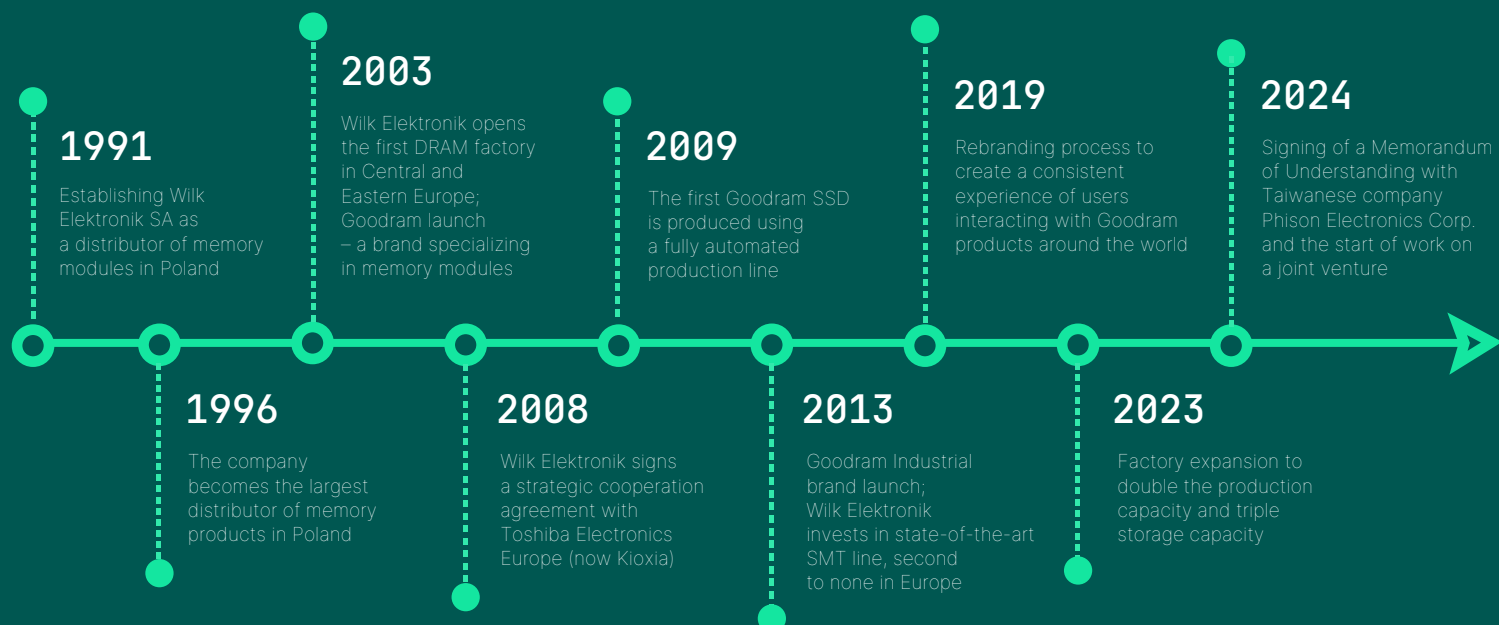 1991
Establishing Wilk
Elektronik SA as
a distributor of memory
modules in Poland
1996
The company
becomes the largest
distributor of memory
products in Poland
2003
Wilk Elektronik opens
the first DRAM factory
in Central and
Eastern Europe;
Goodram launch
– a brand specializing
in memory modules
2008
Wilk Elektronik signs
a strategic cooperation
agreement with
Toshiba Electronics
Europe (now Kioxia)
2009
The first Goodram SSD
is produced using
a fully automated
production line
2013
Goodram Industrial
brand launch;
Wilk Elektronik
invests in state-of-the-art
SMT line, second
to none in Europe
2019
Rebranding process to
create a consistent
experience of users
interacting with Goodram
products around the world
2023
Factory expansion to
double the production
capacity and triple
storage capacity
2024
Signing of a Memorandum
of Understanding with
Taiwanese company
Phison Electronics Corp.
and the start of work on
a joint venture